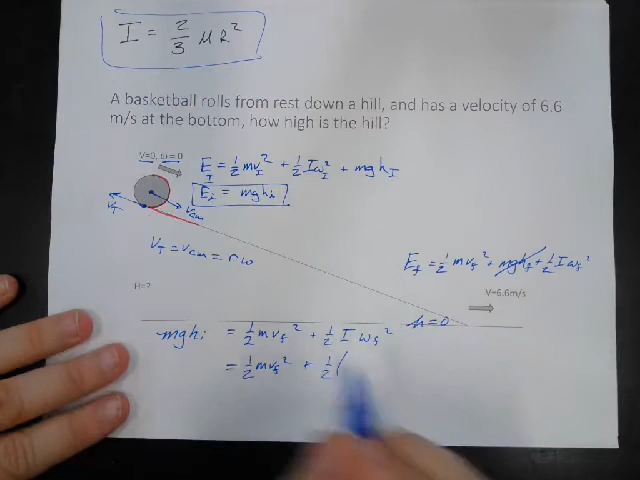 I = 2/3 MR²
A basketball rolls from rest down a hill, and has a velocity of 6.6
m/s at the bottom, how high is the hill?
V=0, ω=0
E_I = ½mv_I² + ½Iω_I² + mgh_I
E_i = mgh_i
V_T
V_cm
V_T = V_cm = rω
E_f = ½mv_f² + mgh_f + ½Iω_f²
H=?
V=6.6m/s
h=0
mgh_i = ½mv_f² + ½Iω_f²
= ½mv_f² + ½(